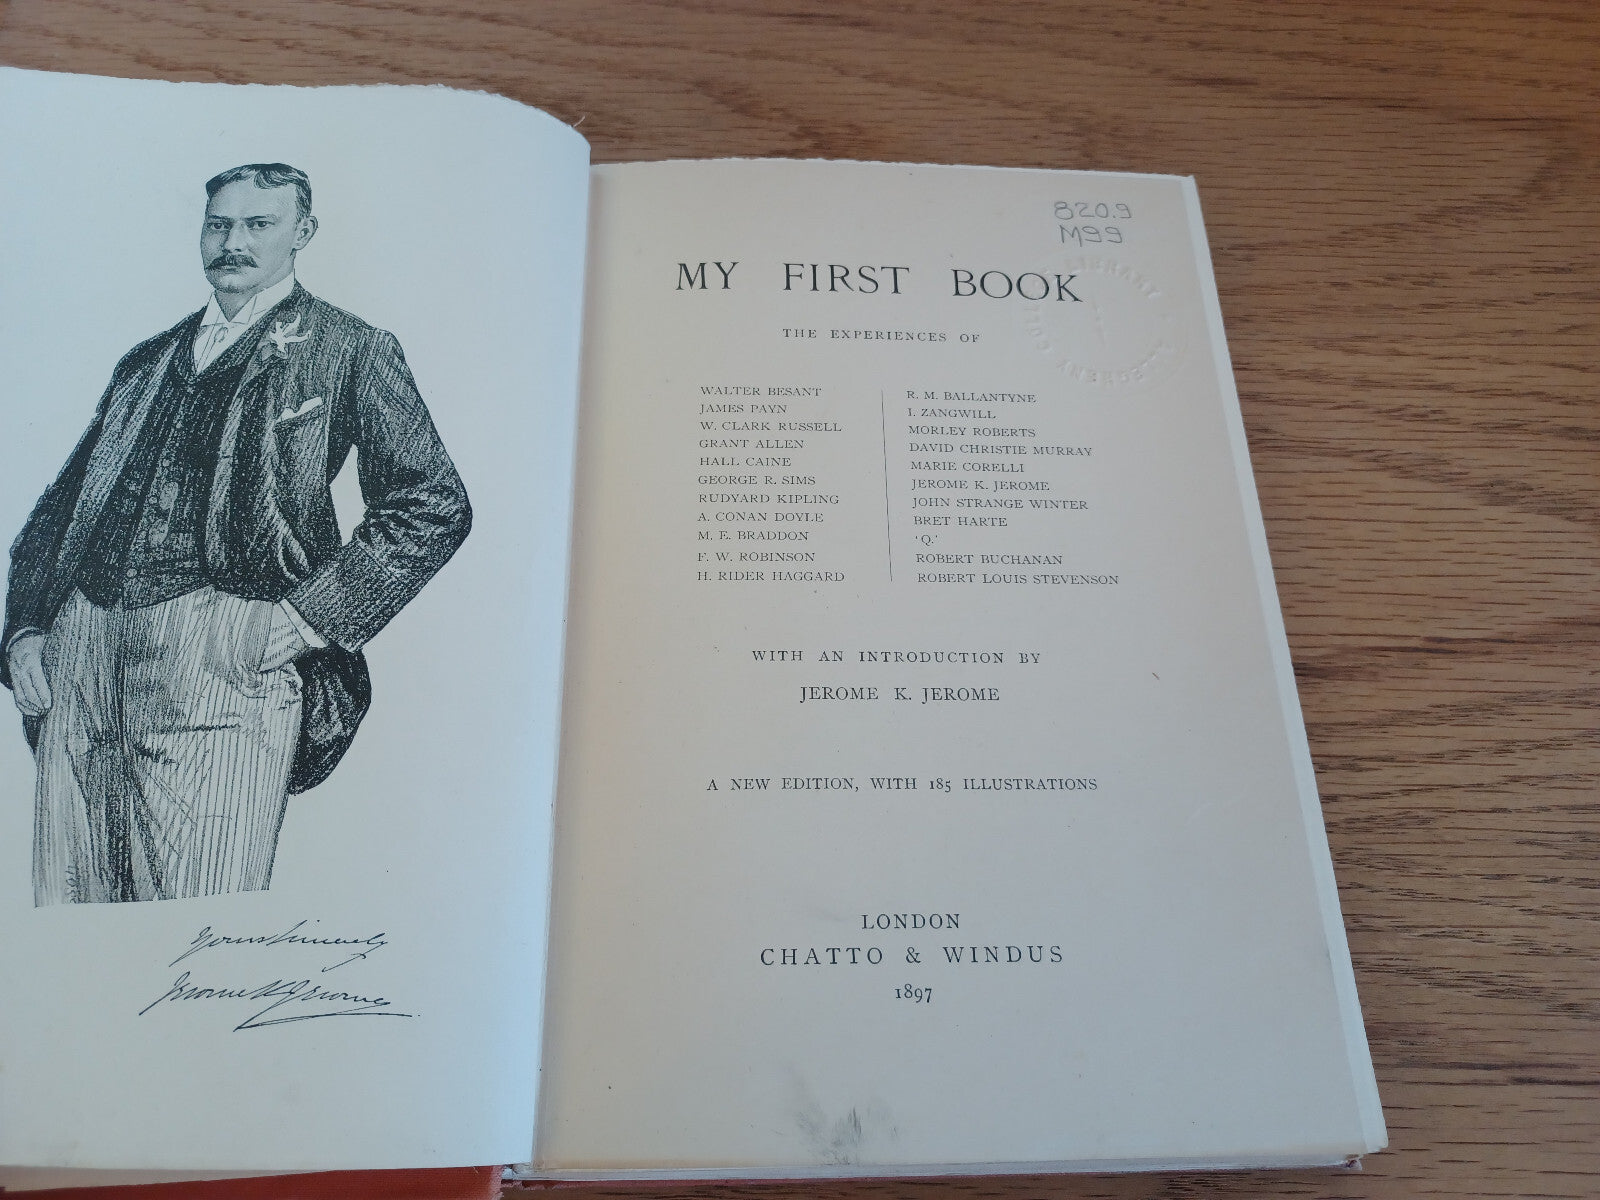 Yours Sincerely
Jerome K Jerome
820.9
M99
MY FIRST BOOK
THE EXPERIENCES OF
WALTER BESANT
JAMES PAYN
W. CLARK RUSSELL
GRANT ALLEN
HALL CAINE
GEORGE R. SIMS
RUDYARD KIPLING
A. CONAN DOYLE
M. E. BRADDON
F. W. ROBINSON
H. RIDER HAGGARD
R. M. BALLANTYNE
I. ZANGWILL
MORLEY ROBERTS
DAVID CHRISTIE MURRAY
MARIE CORELLI
JEROME K. JEROME
JOHN STRANGE WINTER
BRET HARTE
'Q.'
ROBERT BUCHANAN
ROBERT LOUIS STEVENSON
WITH AN INTRODUCTION BY
JEROME K. JEROME
A NEW EDITION, WITH 185 ILLUSTRATIONS
LONDON
CHATTO & WINDUS
1897
LIBRARY